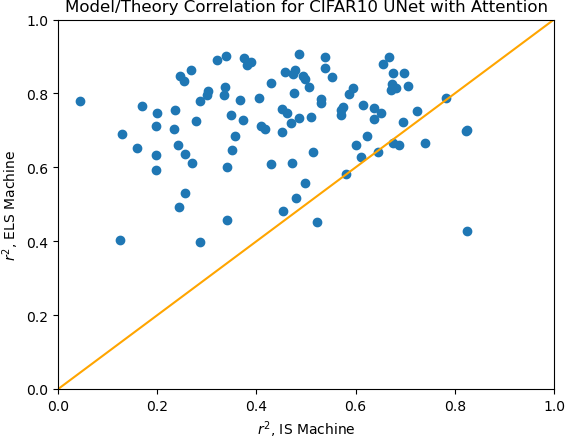 Model/Theory Correlation for CIFAR10 UNet with Attention
1.0
0.8
0.6
0.4
0.2
0.0
r², ELS Machine
0.0 0.2 0.4 0.6 0.8 1.0
r², IS Machine